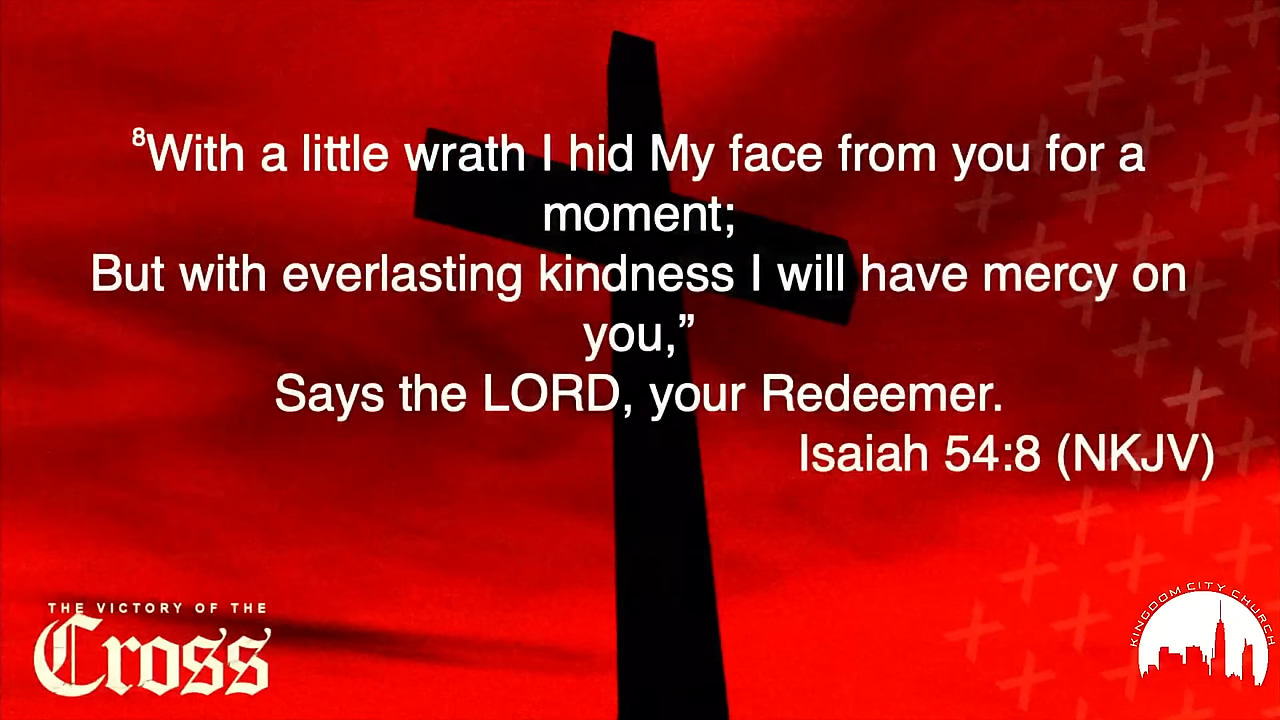 ⁸With a little wrath I hid My face from you for a
moment;
But with everlasting kindness I will have mercy on
you,”
Says the LORD, your Redeemer.
Isaiah 54:8 (NKJV)
THE VICTORY OF THE
Cross
KINGDOM CITY CHURCH